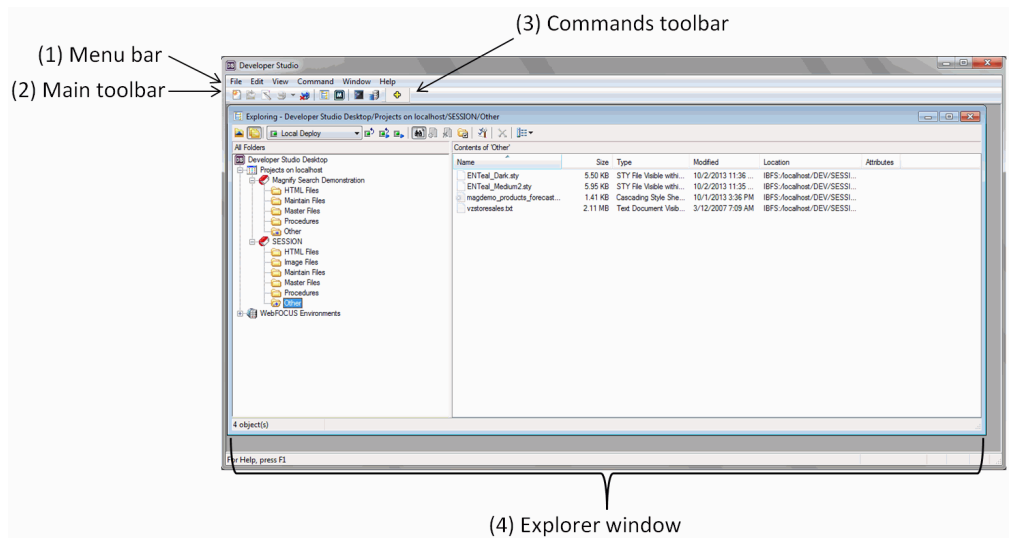 (3) Commands toolbar
(1) Menu bar
(2) Main toolbar
Developer Studio
File Edit View Command Window Help
Exploring - Developer Studio Desktop/Projects on localhost/SESSION/Other
Local Deploy
All Folders
Contents of 'Other'
Developer Studio Desktop
Projects on localhost
Magnify Search Demonstration
HTML Files
Maintain Files
Master Files
Procedures
Other
SESSION
HTML Files
Image Files
Maintain Files
Master Files
Procedures
Other
WebFOCUS Environments
Name Size Type Modified Location Attributes
ENTeal_Dark.sty 5.50 KB STY File Visible withi... 10/2/2013 11:36 ... IBFS:/localhost/DEV/SESSI...
ENTeal_Medium2.sty 5.95 KB STY File Visible withi... 10/2/2013 11:35 ... IBFS:/localhost/DEV/SESSI...
magdemo_products_forecast... 1.41 KB Cascading Style She... 10/1/2013 3:36 PM IBFS:/localhost/DEV/SESSI...
vzstoresales.txt 2.11 MB Text Document Visib... 3/12/2007 7:09 AM IBFS:/localhost/DEV/SESSI...
4 object(s)
For Help, press F1
(4) Explorer window